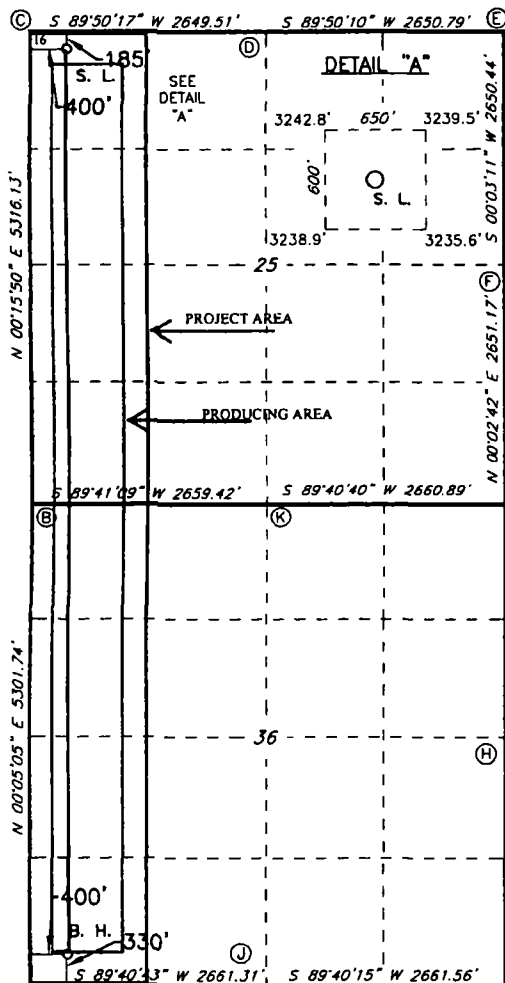 C S 89°50'17" W 2649.51' S 89°50'10" W 2650.79' E
16 185 D
S. L.
400'
SEE
DETAIL
"A"
DETAIL "A"
3242.8' 650' 3239.5'
600'
S. L.
3238.9' 3235.6'
S 00°03'11" W 2650.44'
N 00°15'50" E 5316.13'
25
F
PROJECT AREA
N 00°02'42" E 2651.17'
PRODUCING AREA
S 89°41'09" W 2659.42' S 89°40'40" W 2660.89'
B K
N 00°05'05" E 5301.74'
36
H
400'
B. H.
330'
J
S 89°40'43" W 2661.31' S 89°40'15" W 2661.56'